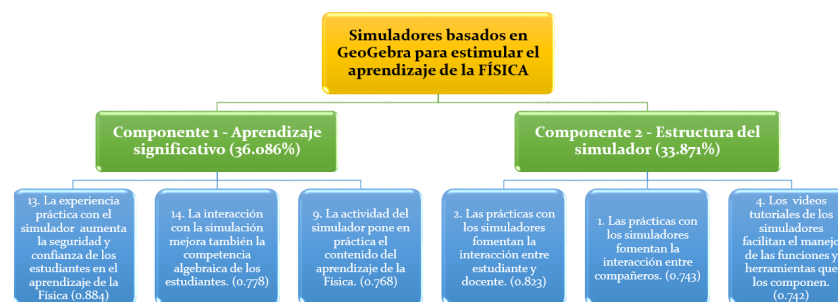 Simuladores basados en
GeoGebra para estimular el
aprendizaje de la FÍSICA
Componente 1 - Aprendizaje
significativo (36.086%)
Componente 2 - Estructura del
simulador (33.871%)
13. La experiencia
práctica con el
simulador aumenta
la seguridad y
confianza de los
estudiantes en el
aprendizaje de la
Física (0.884)
14. La interacción
con la simulación
mejora también la
competencia
algebraica de los
estudiantes. (0.778)
9. La actividad del
simulador pone en
práctica el
contenido del
aprendizaje de la
Física. (0.768)
2. Las prácticas con
los simuladores
fomentan la
interacción entre
estudiante y
docente. (0.823)
1. Las prácticas con
los simuladores
fomentan la
interacción entre
compañeros. (0.743)
4. Los videos
tutoriales de los
simuladores
facilitan el manejo
de las funciones y
herramientas que
los componen.
(0.742)